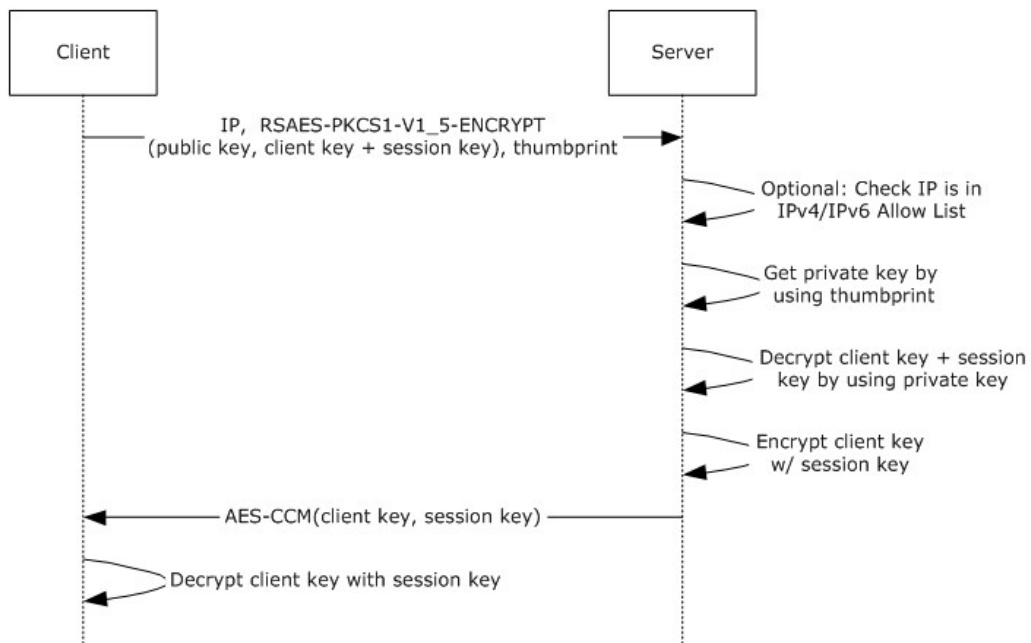 Client
Server
IP, RSAES-PKCS1-V1_5-ENCRYPT
(public key, client key + session key), thumbprint
Optional: Check IP is in
IPv4/IPv6 Allow List
Get private key by
using thumbprint
Decrypt client key + session
key by using private key
Encrypt client key
w/ session key
AES-CCM(client key, session key)
Decrypt client key with session key